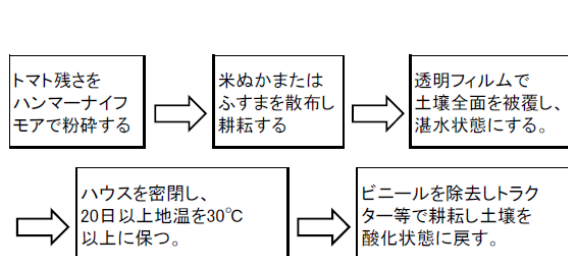 トマト残さを
ハンマーナイフ
モアで粉砕する
米ぬかまたは
ふすまを散布し
耕耘する
透明フィルムで
土壌全面を被覆し、
湛水状態にする。
ハウスを密閉し、
20日以上地温を30℃
以上に保つ。
ビニールを除去しトラク
ター等で耕耘し土壌を
酸化状態に戻す。